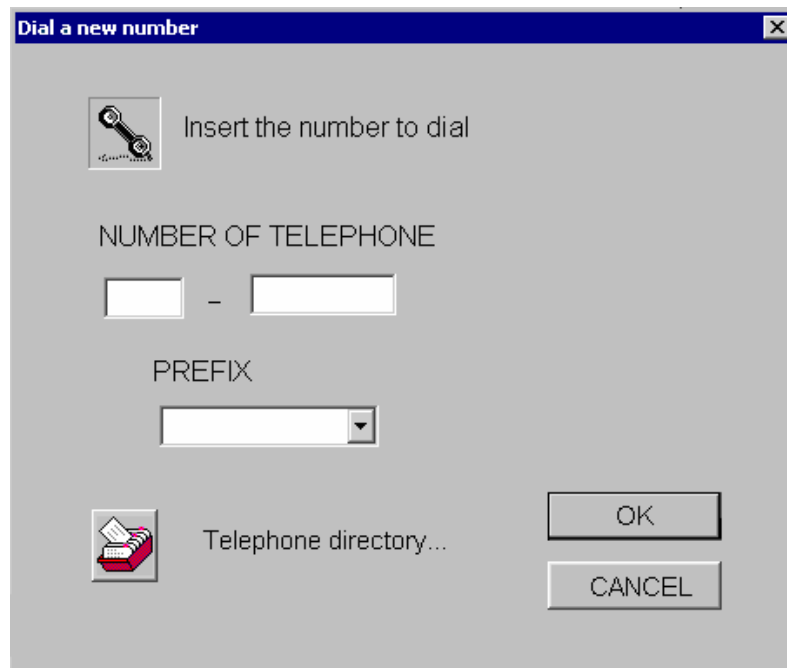 Dial a new number
Insert the number to dial
NUMBER OF TELEPHONE
–
PREFIX
Telephone directory...
OK
CANCEL